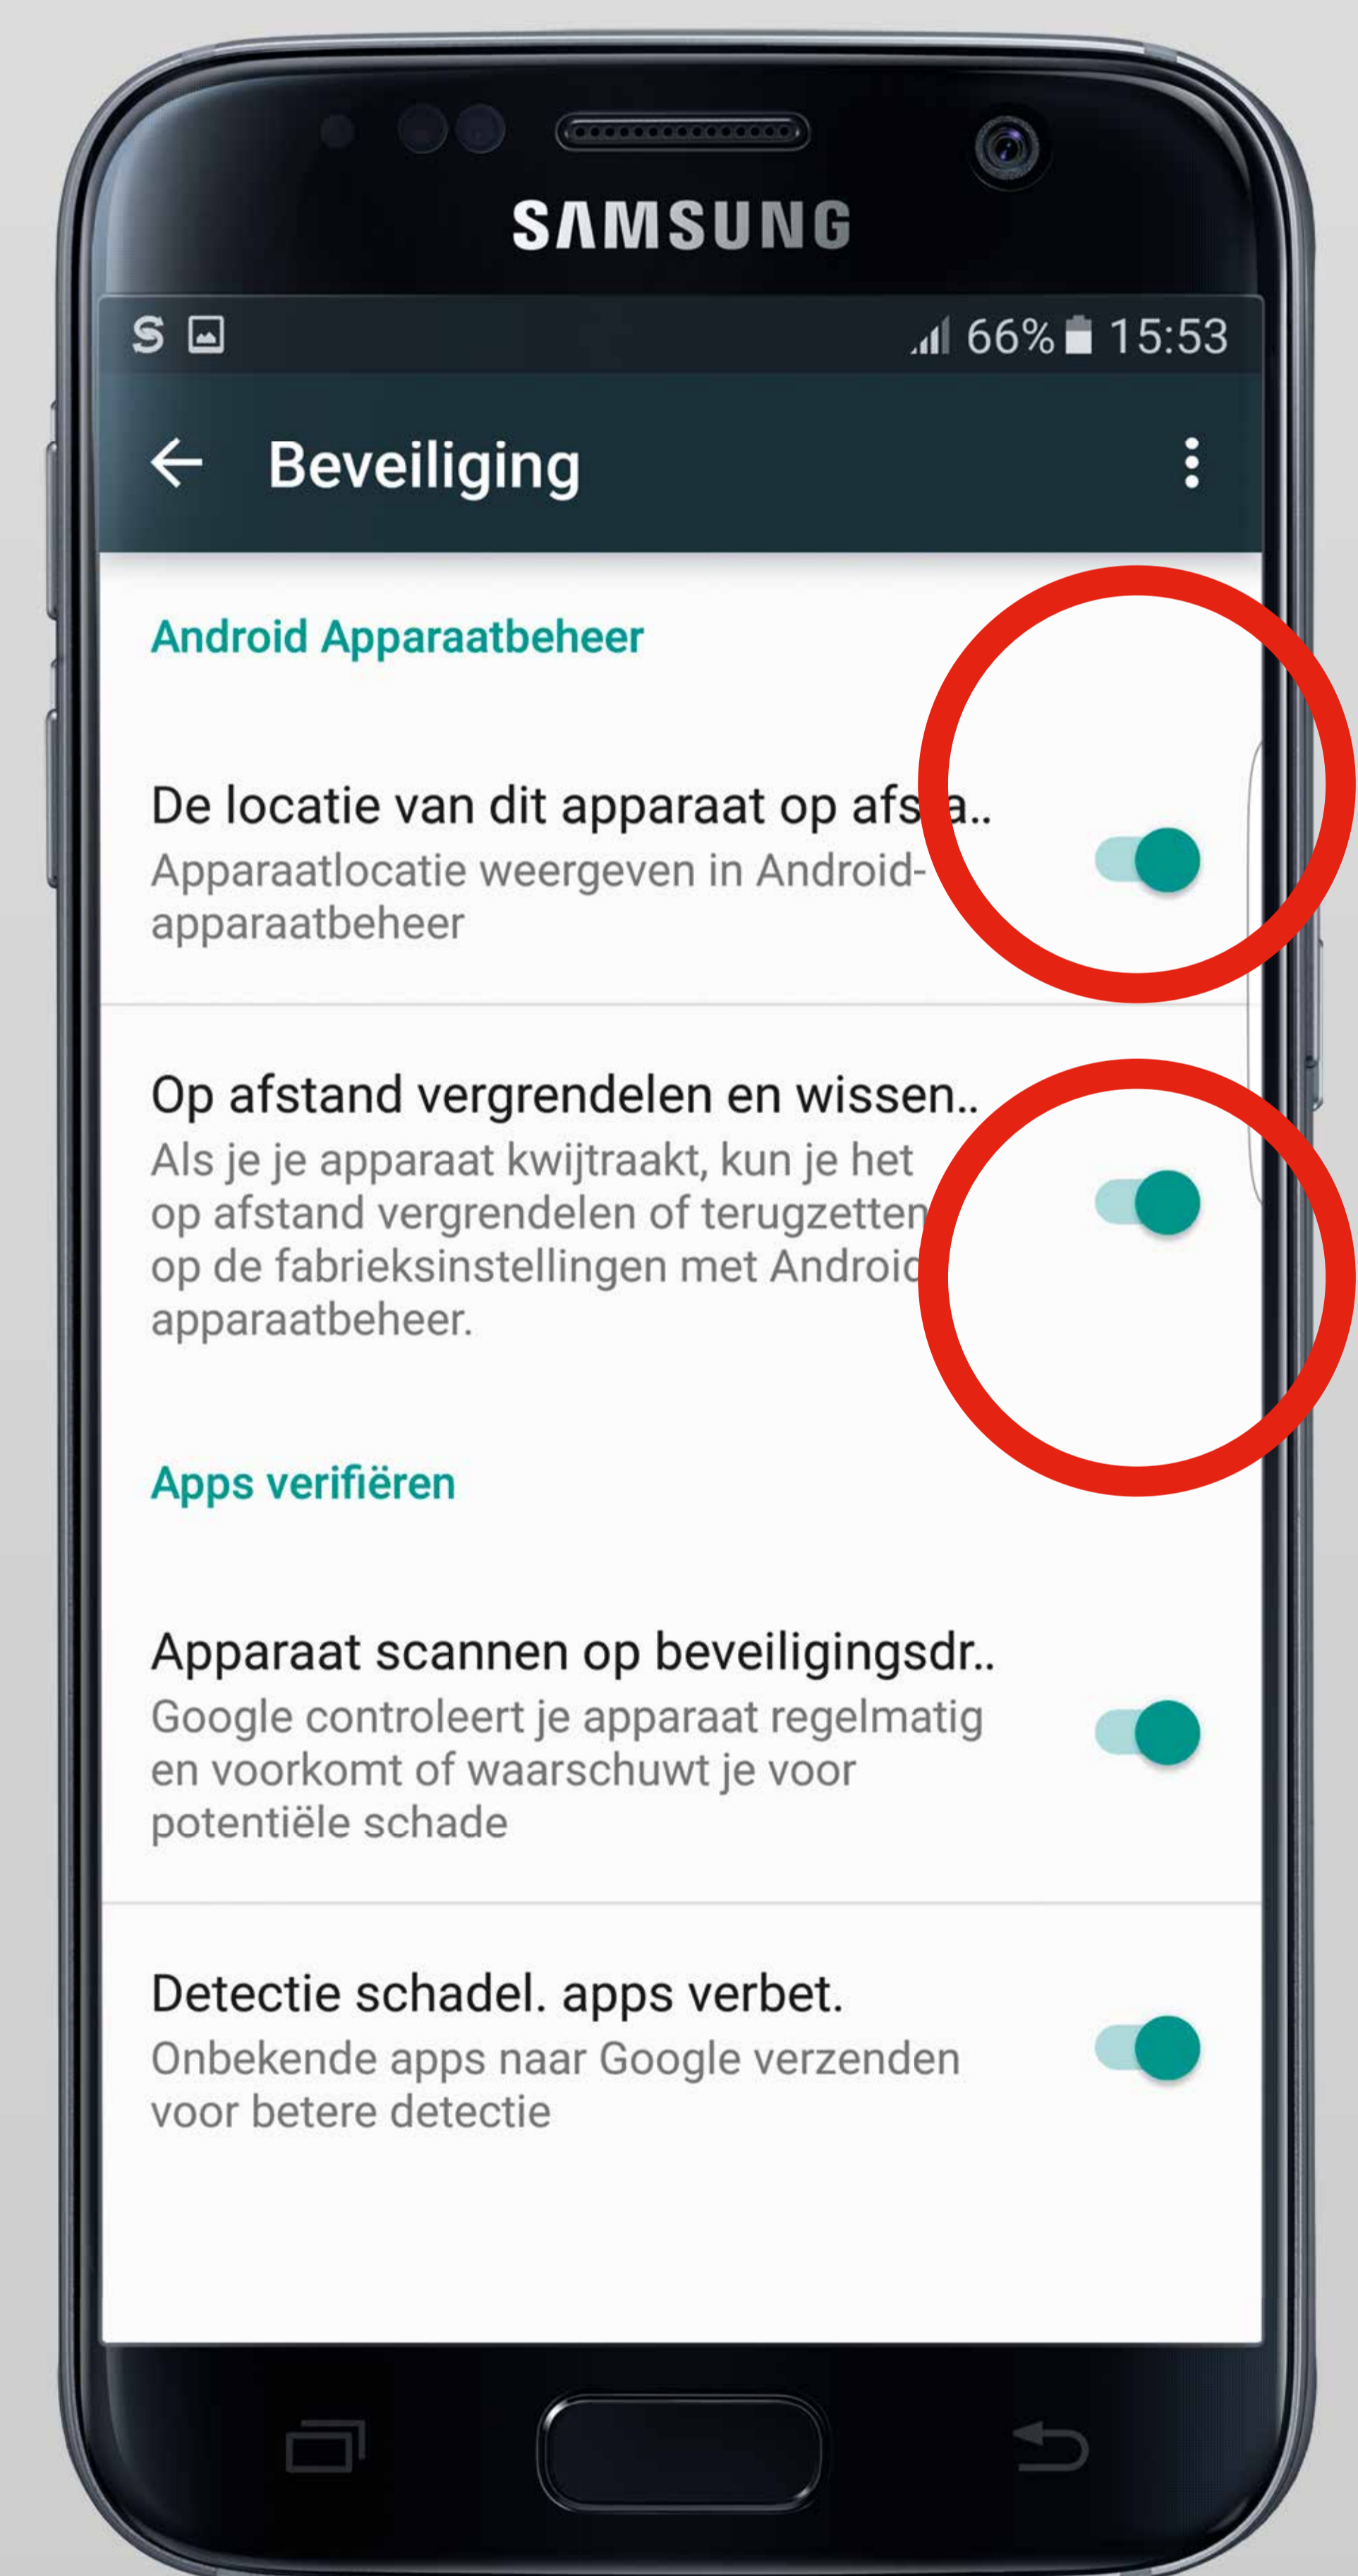 SAMSUNG
66% 15:53
Beveiliging
Android Apparaatbeheer
De locatie van dit apparaat op afsta..
Apparaatlocatie weergeven in Android-
apparaatbeheer
Op afstand vergrendelen en wissen..
Als je je apparaat kwijtraakt, kun je het
op afstand vergrendelen of terugzetten
op de fabrieksinstellingen met Android
apparaatbeheer.
Apps verifiëren
Apparaat scannen op beveiligingsdr..
Google controleert je apparaat regelmatig
en voorkomt of waarschuwt je voor
potentiële schade
Detectie schadel. apps verbet.
Onbekende apps naar Google verzenden
voor betere detectie